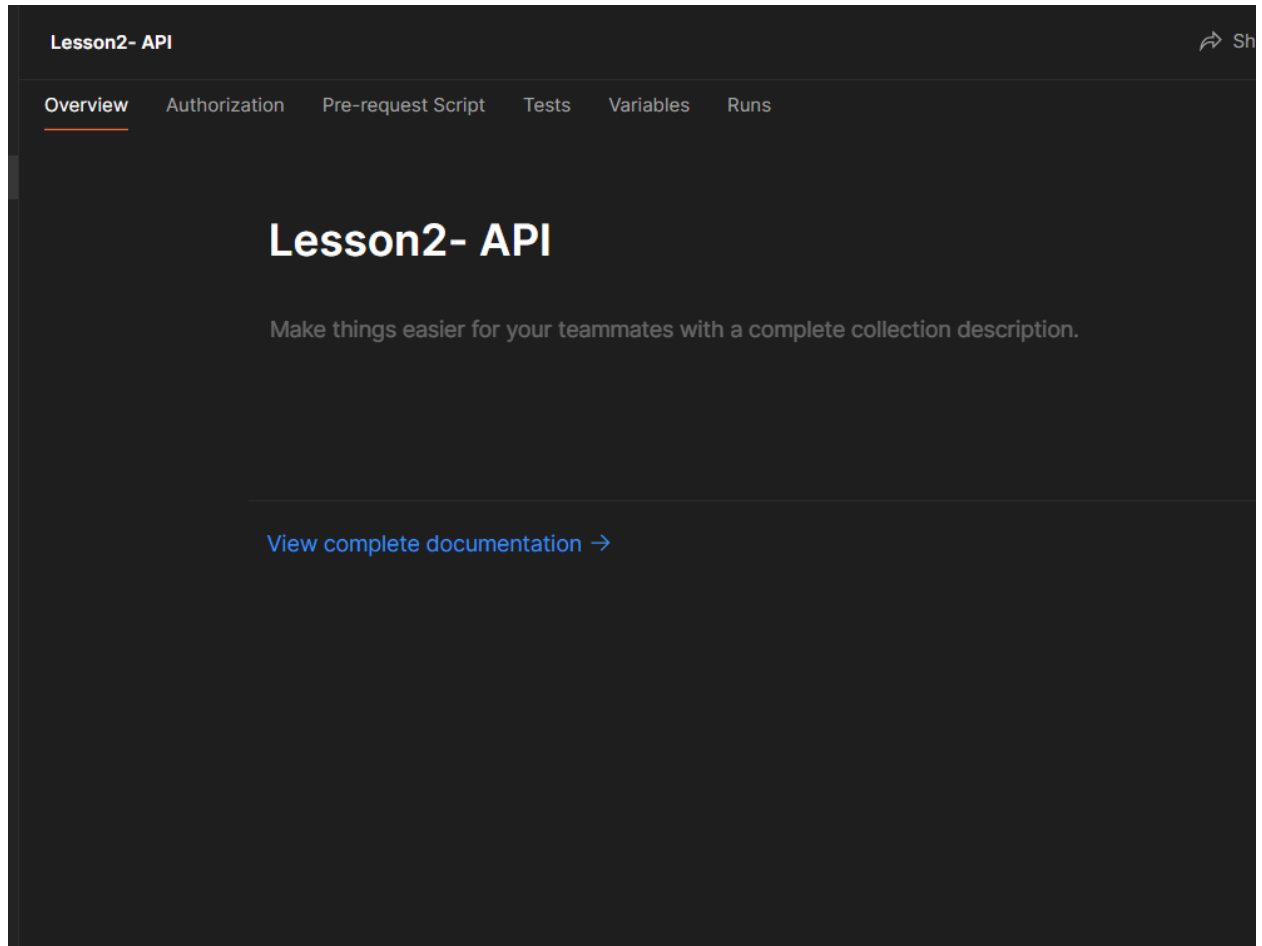 Lesson2- API
Sh
Overview Authorization Pre-request Script Tests Variables Runs
Lesson2- API
Make things easier for your teammates with a complete collection description.
View complete documentation →